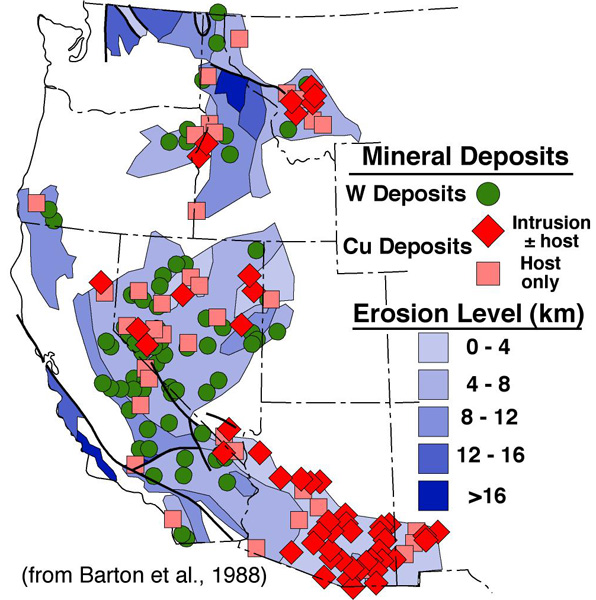 Mineral Deposits
W Deposits
Cu Deposits
Intrusion
± host
Host
only
Erosion Level (km)
0 - 4
4 - 8
8 - 12
12 - 16
>16
(from Barton et al., 1988)